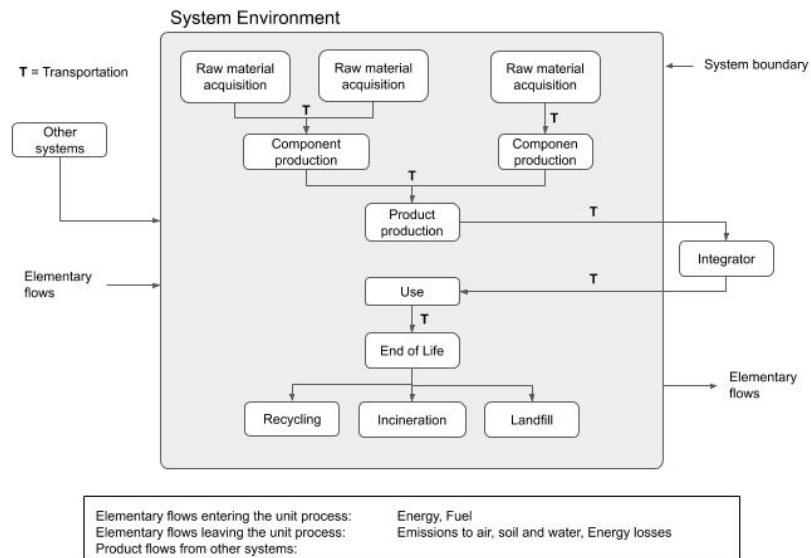 System Environment
T = Transportation
Raw material
acquisition
Raw material
acquisition
Raw material
acquisition
System boundary
T
T
Other
systems
Component
production
Componen
production
T
Product
production
T
Integrator
Elementary
flows
T
Use
T
End of Life
Elementary
flows
Recycling
Incineration
Landfill
Elementary flows entering the unit process: Energy, Fuel
Elementary flows leaving the unit process: Emissions to air, soil and water, Energy losses
Product flows from other systems: